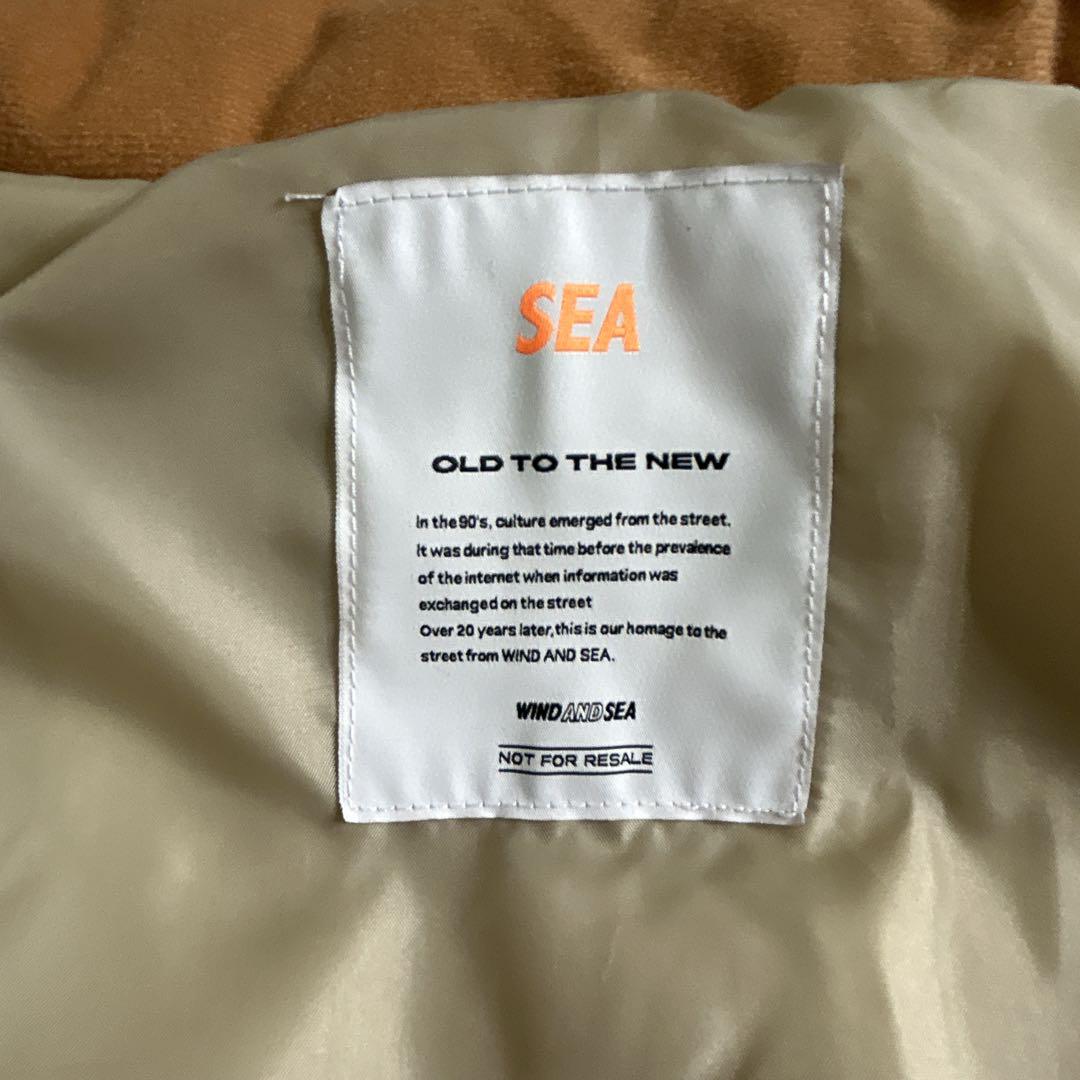 SEA
OLD TO THE NEW
In the 90's, culture emerged from the street.
It was during that time before the prevalence
of the internet when information was
exchanged on the street
Over 20 years later, this is our homage to the
street from WIND AND SEA.
WIND AND SEA
NOT FOR RESALE